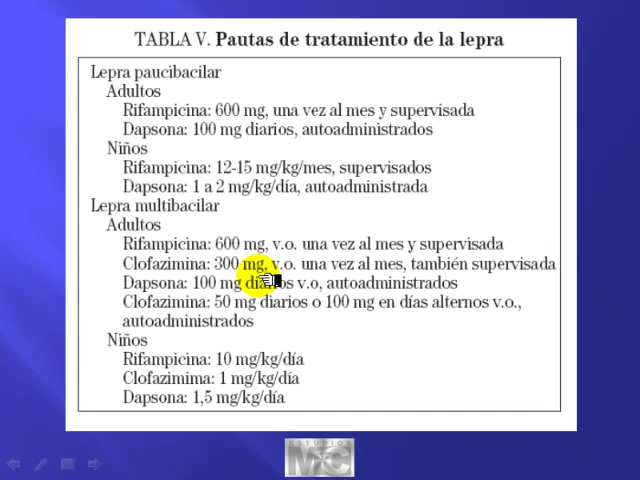 TABLA V. Pautas de tratamiento de la lepra
Lepra paucibacilar
Adultos
Rifampicina: 600 mg, una vez al mes y supervisada
Dapsona: 100 mg diarios, autoadministrados
Niños
Rifampicina: 12-15 mg/kg/mes, supervisados
Dapsona: 1 a 2 mg/kg/día, autoadministrada
Lepra multibacilar
Adultos
Rifampicina: 600 mg, v.o. una vez al mes y supervisada
Clofazimina: 300 mg, v.o. una vez al mes, también supervisada
Dapsona: 100 mg diarios v.o, autoadministrados
Clofazimina: 50 mg diarios o 100 mg en días alternos v.o.,
autoadministrados
Niños
Rifampicina: 10 mg/kg/día
Clofazimima: 1 mg/kg/día
Dapsona: 1,5 mg/kg/día
ESTUDIOS
MC